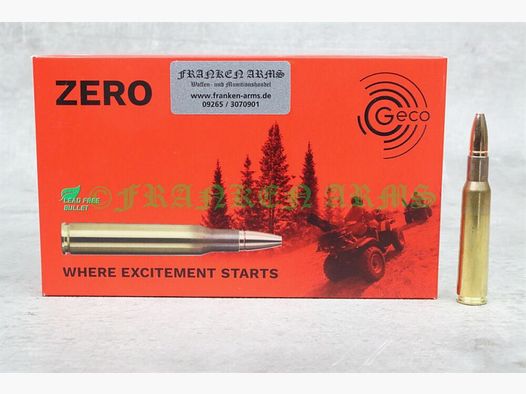 ZERO
FRANKEN ARMS
Waffen- und Munitionshandel
www.franken-arms.de
09265 / 3070901
Geco
LEAD FREE
BULLET
© FRANKEN ARMS
WHERE EXCITEMENT STARTS